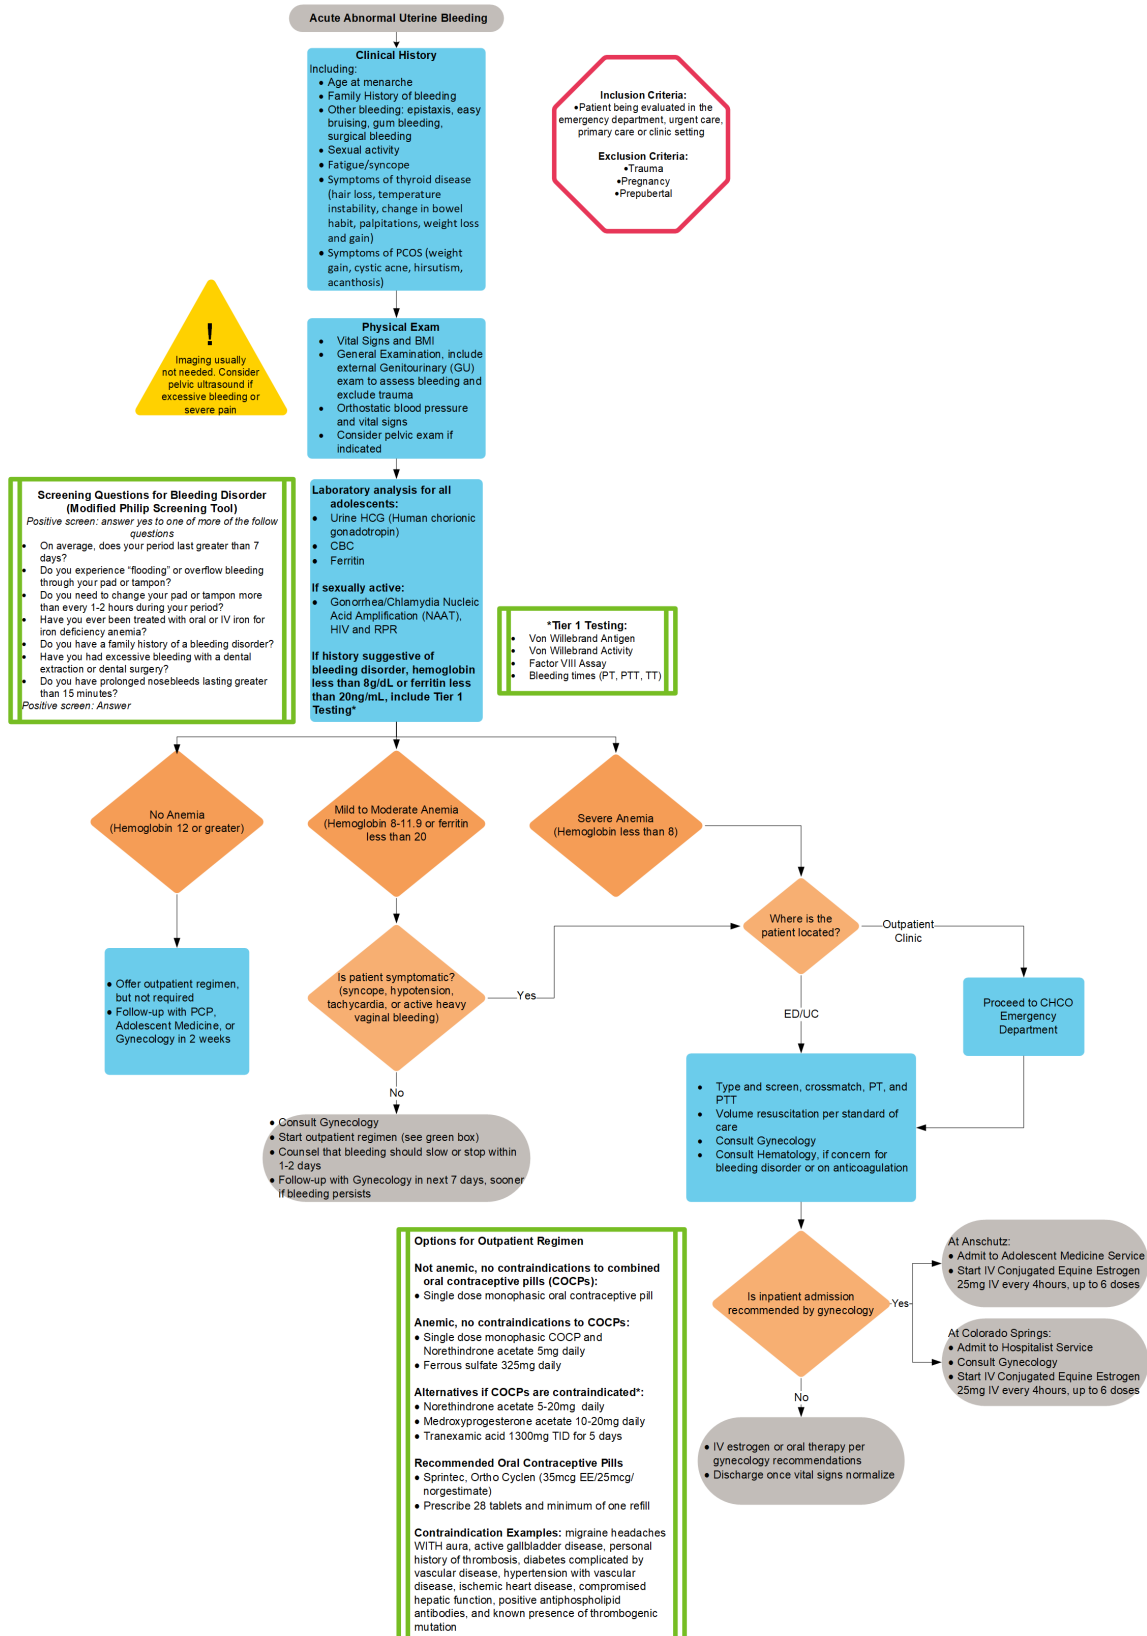 Acute Abnormal Uterine Bleeding
Clinical History
Including:
• Age at menarche
• Family History of bleeding
• Other bleeding: epistaxis, easy
bruising, gum bleeding,
surgical bleeding
• Sexual activity
• Fatigue/syncope
• Symptoms of thyroid disease
(hair loss, temperature
instability, change in bowel
habit, palpitations, weight loss
and gain)
• Symptoms of PCOS (weight
gain, cystic acne, hirsutism,
acanthosis)
Inclusion Criteria:
•Patient being evaluated in the
emergency department, urgent care,
primary care or clinic setting
Exclusion Criteria:
•Trauma
•Pregnancy
•Prepubertal
!
Imaging usually
not needed. Consider
pelvic ultrasound if
excessive bleeding or
severe pain
Physical Exam
• Vital Signs and BMI
• General Examination, include
external Genitourinary (GU)
exam to assess bleeding and
exclude trauma
• Orthostatic blood pressure
and vital signs
• Consider pelvic exam if
indicated
Screening Questions for Bleeding Disorder
(Modified Philip Screening Tool)
Positive screen: answer yes to one of more of the follow
questions
• On average, does your period last greater than 7
days?
• Do you experience “flooding” or overflow bleeding
through your pad or tampon?
• Do you need to change your pad or tampon more
than every 1-2 hours during your period?
• Have you ever been treated with oral or IV iron for
iron deficiency anemia?
• Do you have a family history of a bleeding disorder?
• Have you had excessive bleeding with a dental
extraction or dental surgery?
• Do you have prolonged nosebleeds lasting greater
than 15 minutes?
Positive screen: Answer
Laboratory analysis for all
adolescents:
• Urine HCG (Human chorionic
gonadotropin)
• CBC
• Ferritin
If sexually active:
• Gonorrhea/Chlamydia Nucleic
Acid Amplification (NAAT),
HIV and RPR
If history suggestive of
bleeding disorder, hemoglobin
less than 8g/dL or ferritin less
than 20ng/mL, include Tier 1
Testing*
*Tier 1 Testing:
• Von Willebrand Antigen
• Von Willebrand Activity
• Factor VIII Assay
• Bleeding times (PT, PTT, TT)
No Anemia
(Hemoglobin 12 or greater)
Mild to Moderate Anemia
(Hemoglobin 8-11.9 or ferritin
less than 20
Severe Anemia
(Hemoglobin less than 8)
Where is the
patient located?
Outpatient
Clinic
• Offer outpatient regimen,
but not required
• Follow-up with PCP,
Adolescent Medicine, or
Gynecology in 2 weeks
Is patient symptomatic?
(syncope, hypotension,
tachycardia, or active heavy
vaginal bleeding)
Yes
ED/UC
Proceed to CHCO
Emergency
Department
No
• Consult Gynecology
• Start outpatient regimen (see green box)
• Counsel that bleeding should slow or stop within
1-2 days
• Follow-up with Gynecology in next 7 days, sooner
if bleeding persists
• Type and screen, crossmatch, PT, and
PTT
• Volume resuscitation per standard of
care
• Consult Gynecology
• Consult Hematology, if concern for
bleeding disorder or on anticoagulation
Options for Outpatient Regimen
Not anemic, no contraindications to combined
oral contraceptive pills (COCPs):
• Single dose monophasic oral contraceptive pill
Anemic, no contraindications to COCPs:
• Single dose monophasic COCP and
Norethindrone acetate 5mg daily
• Ferrous sulfate 325mg daily
Alternatives if COCPs are contraindicated*:
• Norethindrone acetate 5-20mg daily
• Medroxyprogesterone acetate 10-20mg daily
• Tranexamic acid 1300mg TID for 5 days
Recommended Oral Contraceptive Pills
• Sprintec, Ortho Cyclen (35mcg EE/25mcg/
norgestimate)
• Prescribe 28 tablets and minimum of one refill
Contraindication Examples: migraine headaches
WITH aura, active gallbladder disease, personal
history of thrombosis, diabetes complicated by
vascular disease, hypertension with vascular
disease, ischemic heart disease, compromised
hepatic function, positive antiphospholipid
antibodies, and known presence of thrombogenic
mutation
Is inpatient admission
recommended by gynecology
Yes
At Anschutz:
• Admit to Adolescent Medicine Service
• Start IV Conjugated Equine Estrogen
25mg IV every 4hours, up to 6 doses
At Colorado Springs:
• Admit to Hospitalist Service
• Consult Gynecology
• Start IV Conjugated Equine Estrogen
25mg IV every 4hours, up to 6 doses
No
• IV estrogen or oral therapy per
gynecology recommendations
• Discharge once vital signs normalize